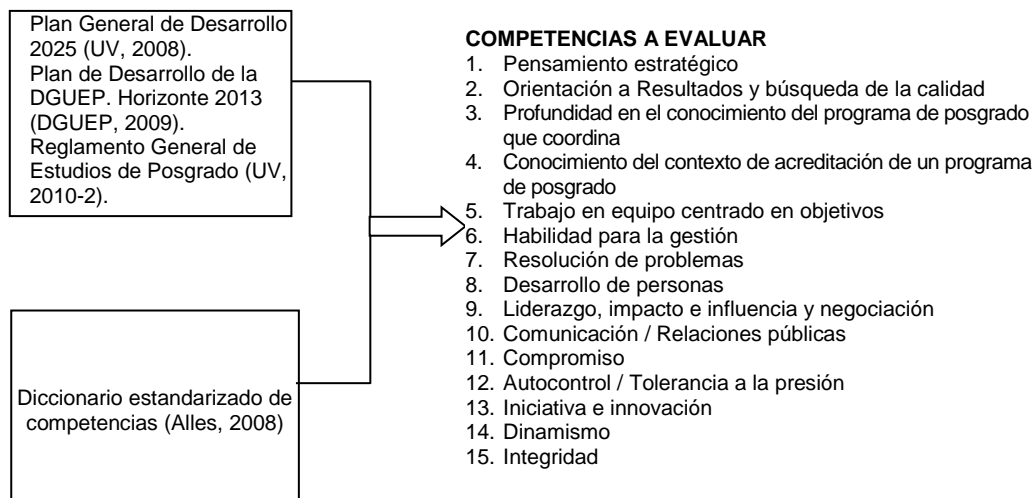 Plan General de Desarrollo
2025 (UV, 2008).
Plan de Desarrollo de la
DGUEP. Horizonte 2013
(DGUEP, 2009).
Reglamento General de
Estudios de Posgrado (UV,
2010-2).
Diccionario estandarizado de
competencias (Alles, 2008)
COMPETENCIAS A EVALUAR
1. Pensamiento estratégico
2. Orientación a Resultados y búsqueda de la calidad
3. Profundidad en el conocimiento del programa de posgrado
que coordina
4. Conocimiento del contexto de acreditación de un programa
de posgrado
5. Trabajo en equipo centrado en objetivos
6. Habilidad para la gestión
7. Resolución de problemas
8. Desarrollo de personas
9. Liderazgo, impacto e influencia y negociación
10. Comunicación / Relaciones públicas
11. Compromiso
12. Autocontrol / Tolerancia a la presión
13. Iniciativa e innovación
14. Dinamismo
15. Integridad